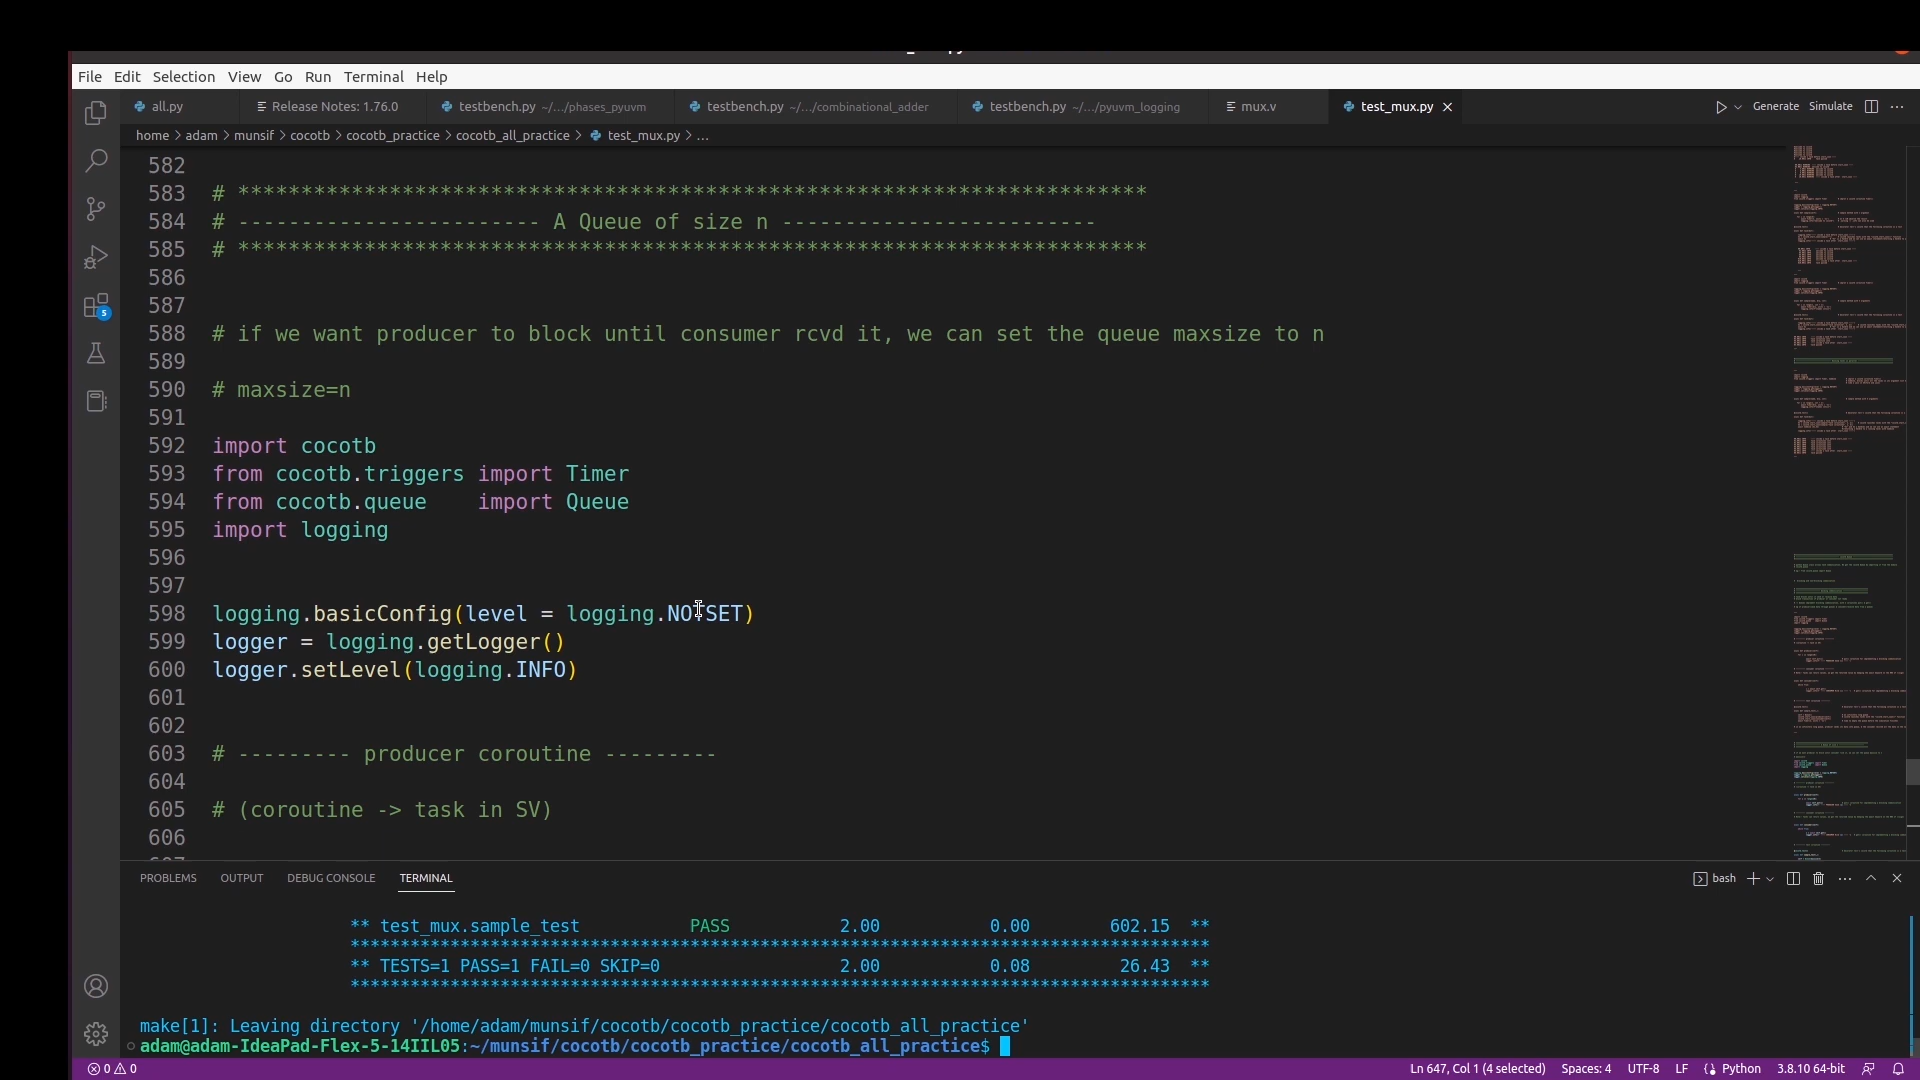 File Edit Selection View Go Run Terminal Help
all.py Release Notes: 1.76.0 testbench.py ~/.../phases_pyuvm testbench.py ~/.../combinational_adder testbench.py ~/.../pyuvm_logging mux.v test_mux.py Generate Simulate
home > adam > munsif > cocotb > cocotb_practice > cocotb_all_practice > test_mux.py > ...
582
583 # ************************************************************************
584 # ------------------------ A Queue of size n -------------------------
585 # ************************************************************************
586
587
588 # if we want producer to block until consumer rcvd it, we can set the queue maxsize to n
589
590 # maxsize=n
591
592 import cocotb
593 from cocotb.triggers import Timer
594 from cocotb.queue    import Queue
595 import logging
596
597
598 logging.basicConfig(level = logging.NOTSET)
599 logger = logging.getLogger()
600 logger.setLevel(logging.INFO)
601
602
603 # --------- producer coroutine ---------
604
605 # (coroutine -> task in SV)
606
5
PROBLEMS OUTPUT DEBUG CONSOLE TERMINAL bash
** test_mux.sample_test PASS 2.00 0.00 602.15 **
**************************************************************************************
** TESTS=1 PASS=1 FAIL=0 SKIP=0 2.00 0.08 26.43 **
**************************************************************************************
make[1]: Leaving directory '/home/adam/munsif/cocotb/cocotb_practice/cocotb_all_practice'
adam@adam-IdeaPad-Flex-5-14IIL05:~/munsif/cocotb/cocotb_practice/cocotb_all_practice$
0 0 Ln 647, Col 1 (4 selected) Spaces: 4 UTF-8 LF Python 3.8.10 64-bit